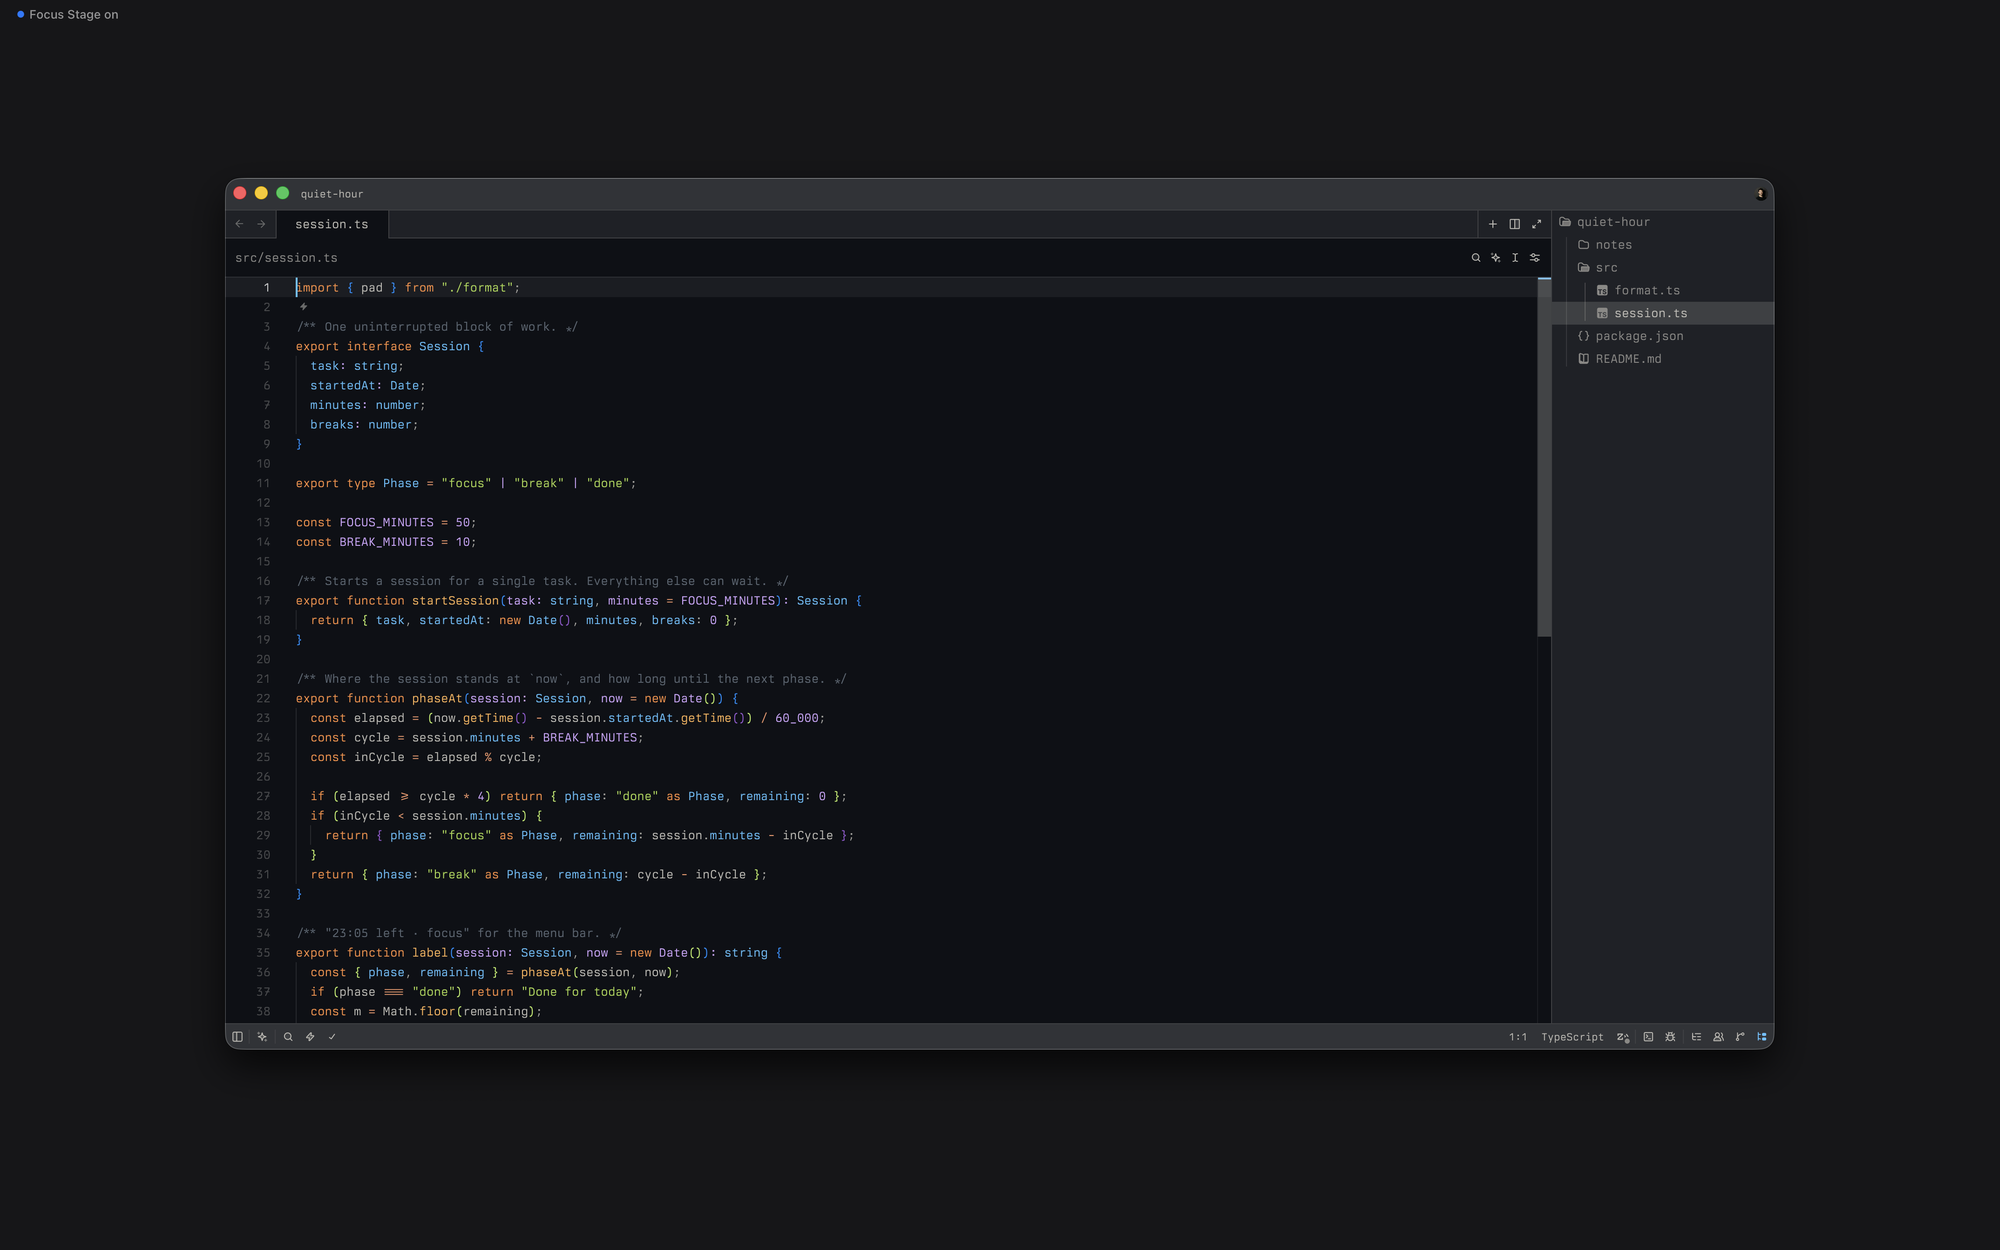 Focus Stage on
quiet-hour
session.ts
src/session.ts
1 import { pad } from "./format";
2
3 /** One uninterrupted block of work. */
4 export interface Session {
5 task: string;
6 startedAt: Date;
7 minutes: number;
8 breaks: number;
9 }
10
11 export type Phase = "focus" | "break" | "done";
12
13 const FOCUS_MINUTES = 50;
14 const BREAK_MINUTES = 10;
15
16 /** Starts a session for a single task. Everything else can wait. */
17 export function startSession(task: string, minutes = FOCUS_MINUTES): Session {
18 return { task, startedAt: new Date(), minutes, breaks: 0 };
19 }
20
21 /** Where the session stands at `now`, and how long until the next phase. */
22 export function phaseAt(session: Session, now = new Date()) {
23 const elapsed = (now.getTime() - session.startedAt.getTime()) / 60_000;
24 const cycle = session.minutes + BREAK_MINUTES;
25 const inCycle = elapsed % cycle;
26
27 if (elapsed >= cycle * 4) return { phase: "done" as Phase, remaining: 0 };
28 if (inCycle < session.minutes) {
29 return { phase: "focus" as Phase, remaining: session.minutes - inCycle };
30 }
31 return { phase: "break" as Phase, remaining: cycle - inCycle };
32 }
33
34 /** "23:05 left · focus" for the menu bar. */
35 export function label(session: Session, now = new Date()): string {
36 const { phase, remaining } = phaseAt(session, now);
37 if (phase === "done") return "Done for today";
38 const m = Math.floor(remaining);
quiet-hour
notes
src
TS format.ts
TS session.ts
{} package.json
README.md
1:1 TypeScript